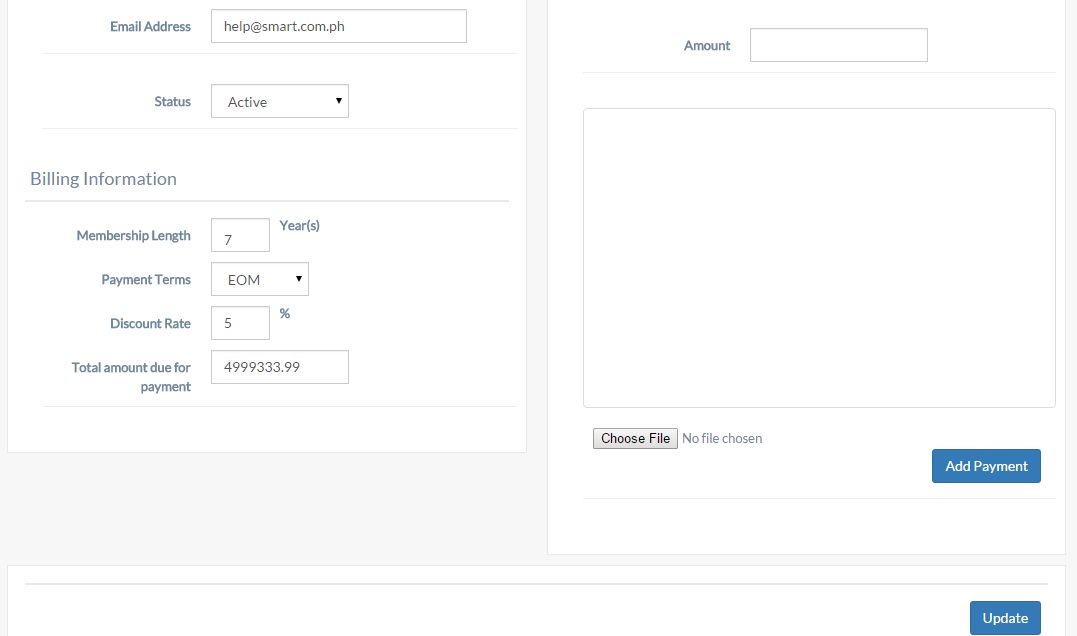 Email Address help@smart.com.ph
Status Active
Billing Information
Membership Length 7 Year(s)
Payment Terms EOM
Discount Rate 5 %
Total amount due for 4999333.99
payment
Amount
Choose File No file chosen
Add Payment
Update